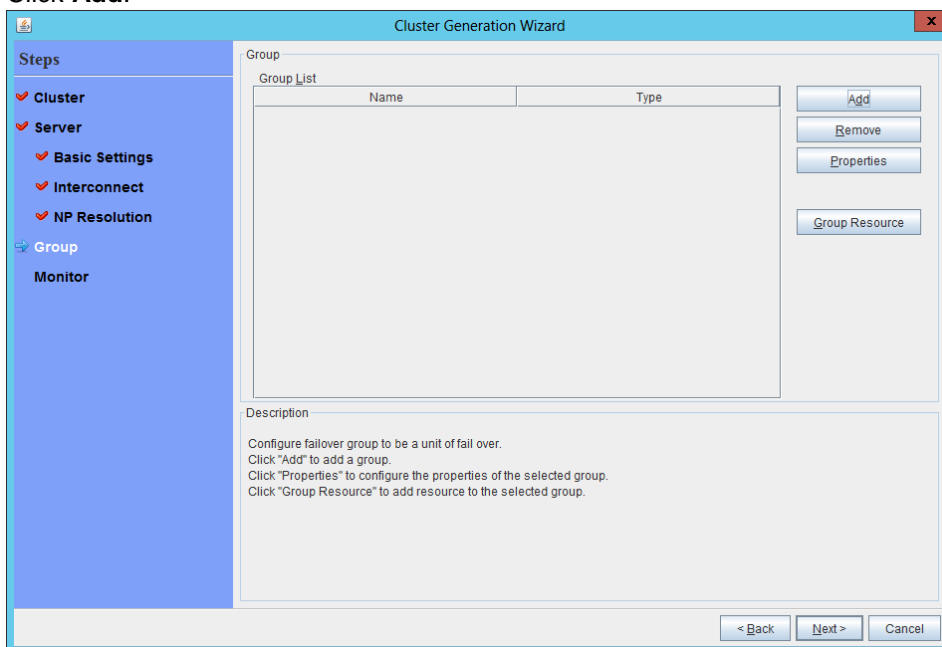 Click Add.
Cluster Generation Wizard
x
Steps
Cluster
Server
Basic Settings
Interconnect
NP Resolution
Group
Monitor
Group
Group List
Name Type
Add
Remove
Properties
Group Resource
Description
Configure failover group to be a unit of fail over.
Click "Add" to add a group.
Click "Properties" to configure the properties of the selected group.
Click "Group Resource" to add resource to the selected group.
< Back Next > Cancel